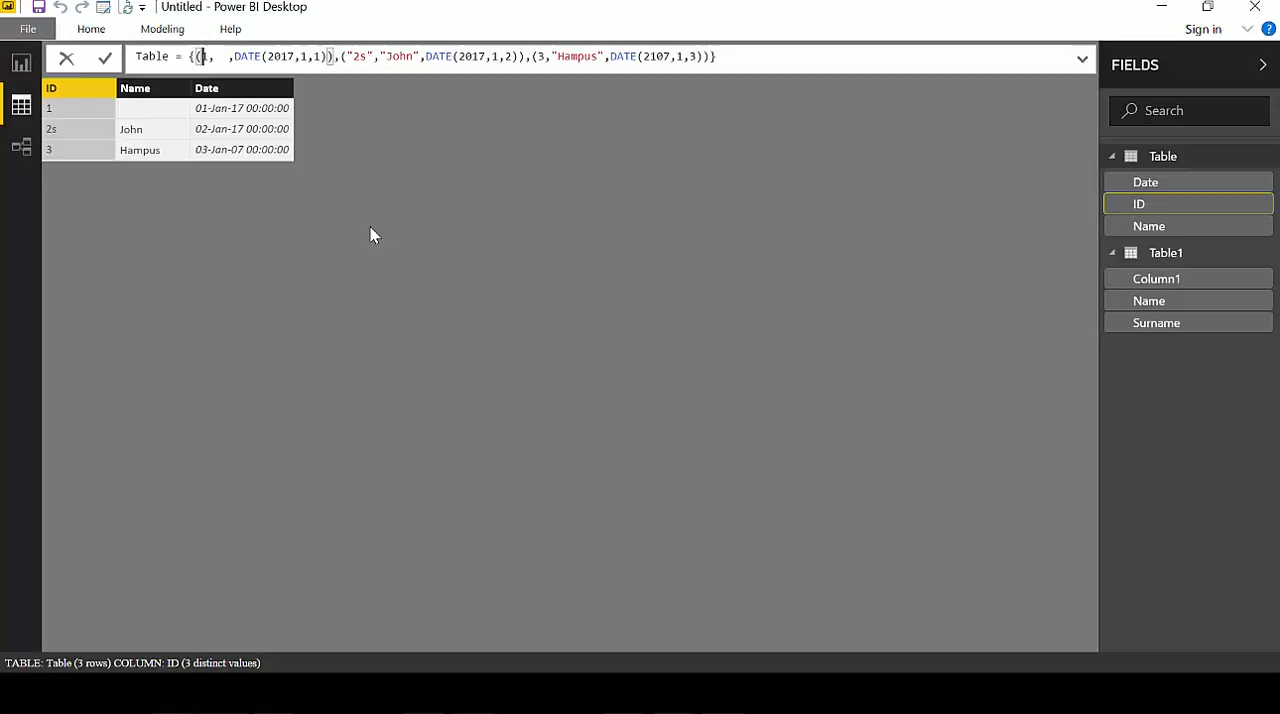 Untitled - Power BI Desktop
File Home Modeling Help Sign in
Table = {(1,  ,DATE(2017,1,1)),("2s","John",DATE(2017,1,2)),(3,"Hampus",DATE(2107,1,3))}
FIELDS
ID Name Date
1 01-Jan-17 00:00:00
2s John 02-Jan-17 00:00:00
3 Hampus 03-Jan-07 00:00:00
Search
Table
Date
ID
Name
Table1
Column1
Name
Surname
TABLE: Table (3 rows) COLUMN: ID (3 distinct values)